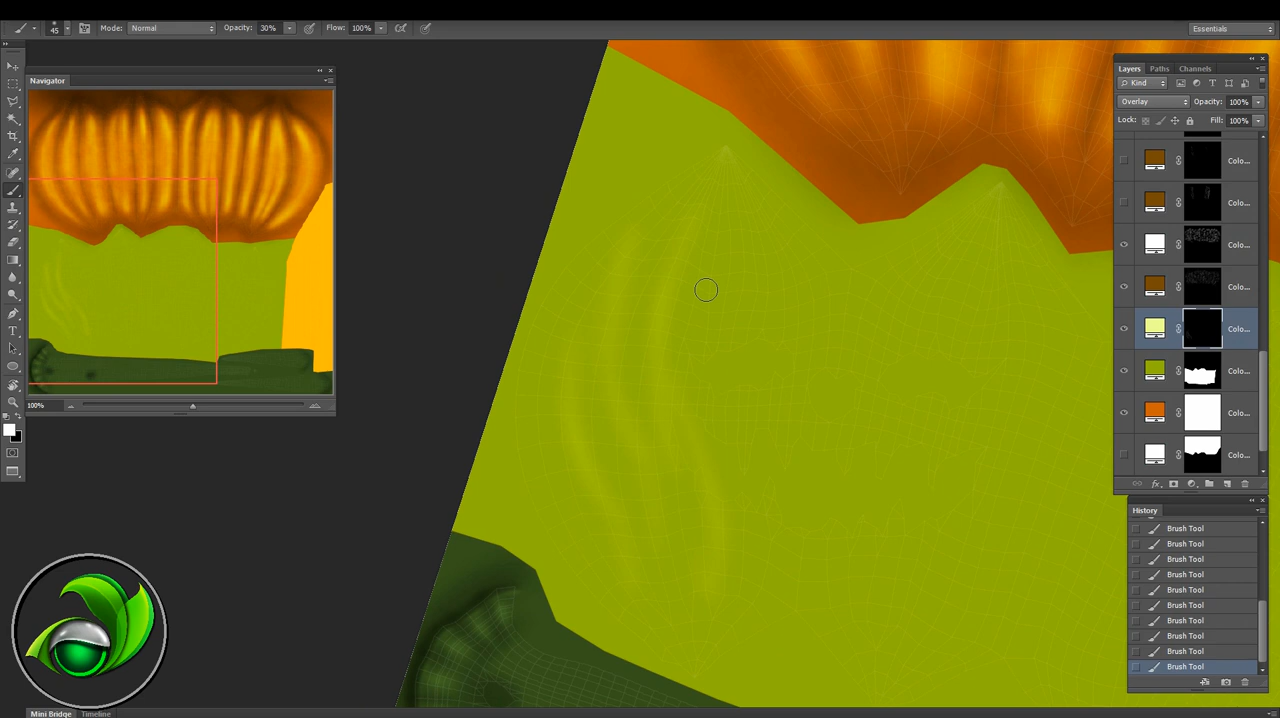 45 Mode: Normal Opacity: 30% Flow: 100% Essentials
Navigator
100%
Layers Paths Channels
Kind
Overlay Opacity: 100%
Lock: Fill: 100%
Colo...
Colo...
Colo...
Colo...
Colo...
Colo...
Colo...
Colo...
fx
History
Brush Tool
Brush Tool
Brush Tool
Brush Tool
Brush Tool
Brush Tool
Brush Tool
Brush Tool
Brush Tool
Brush Tool
Mini Bridge Timeline